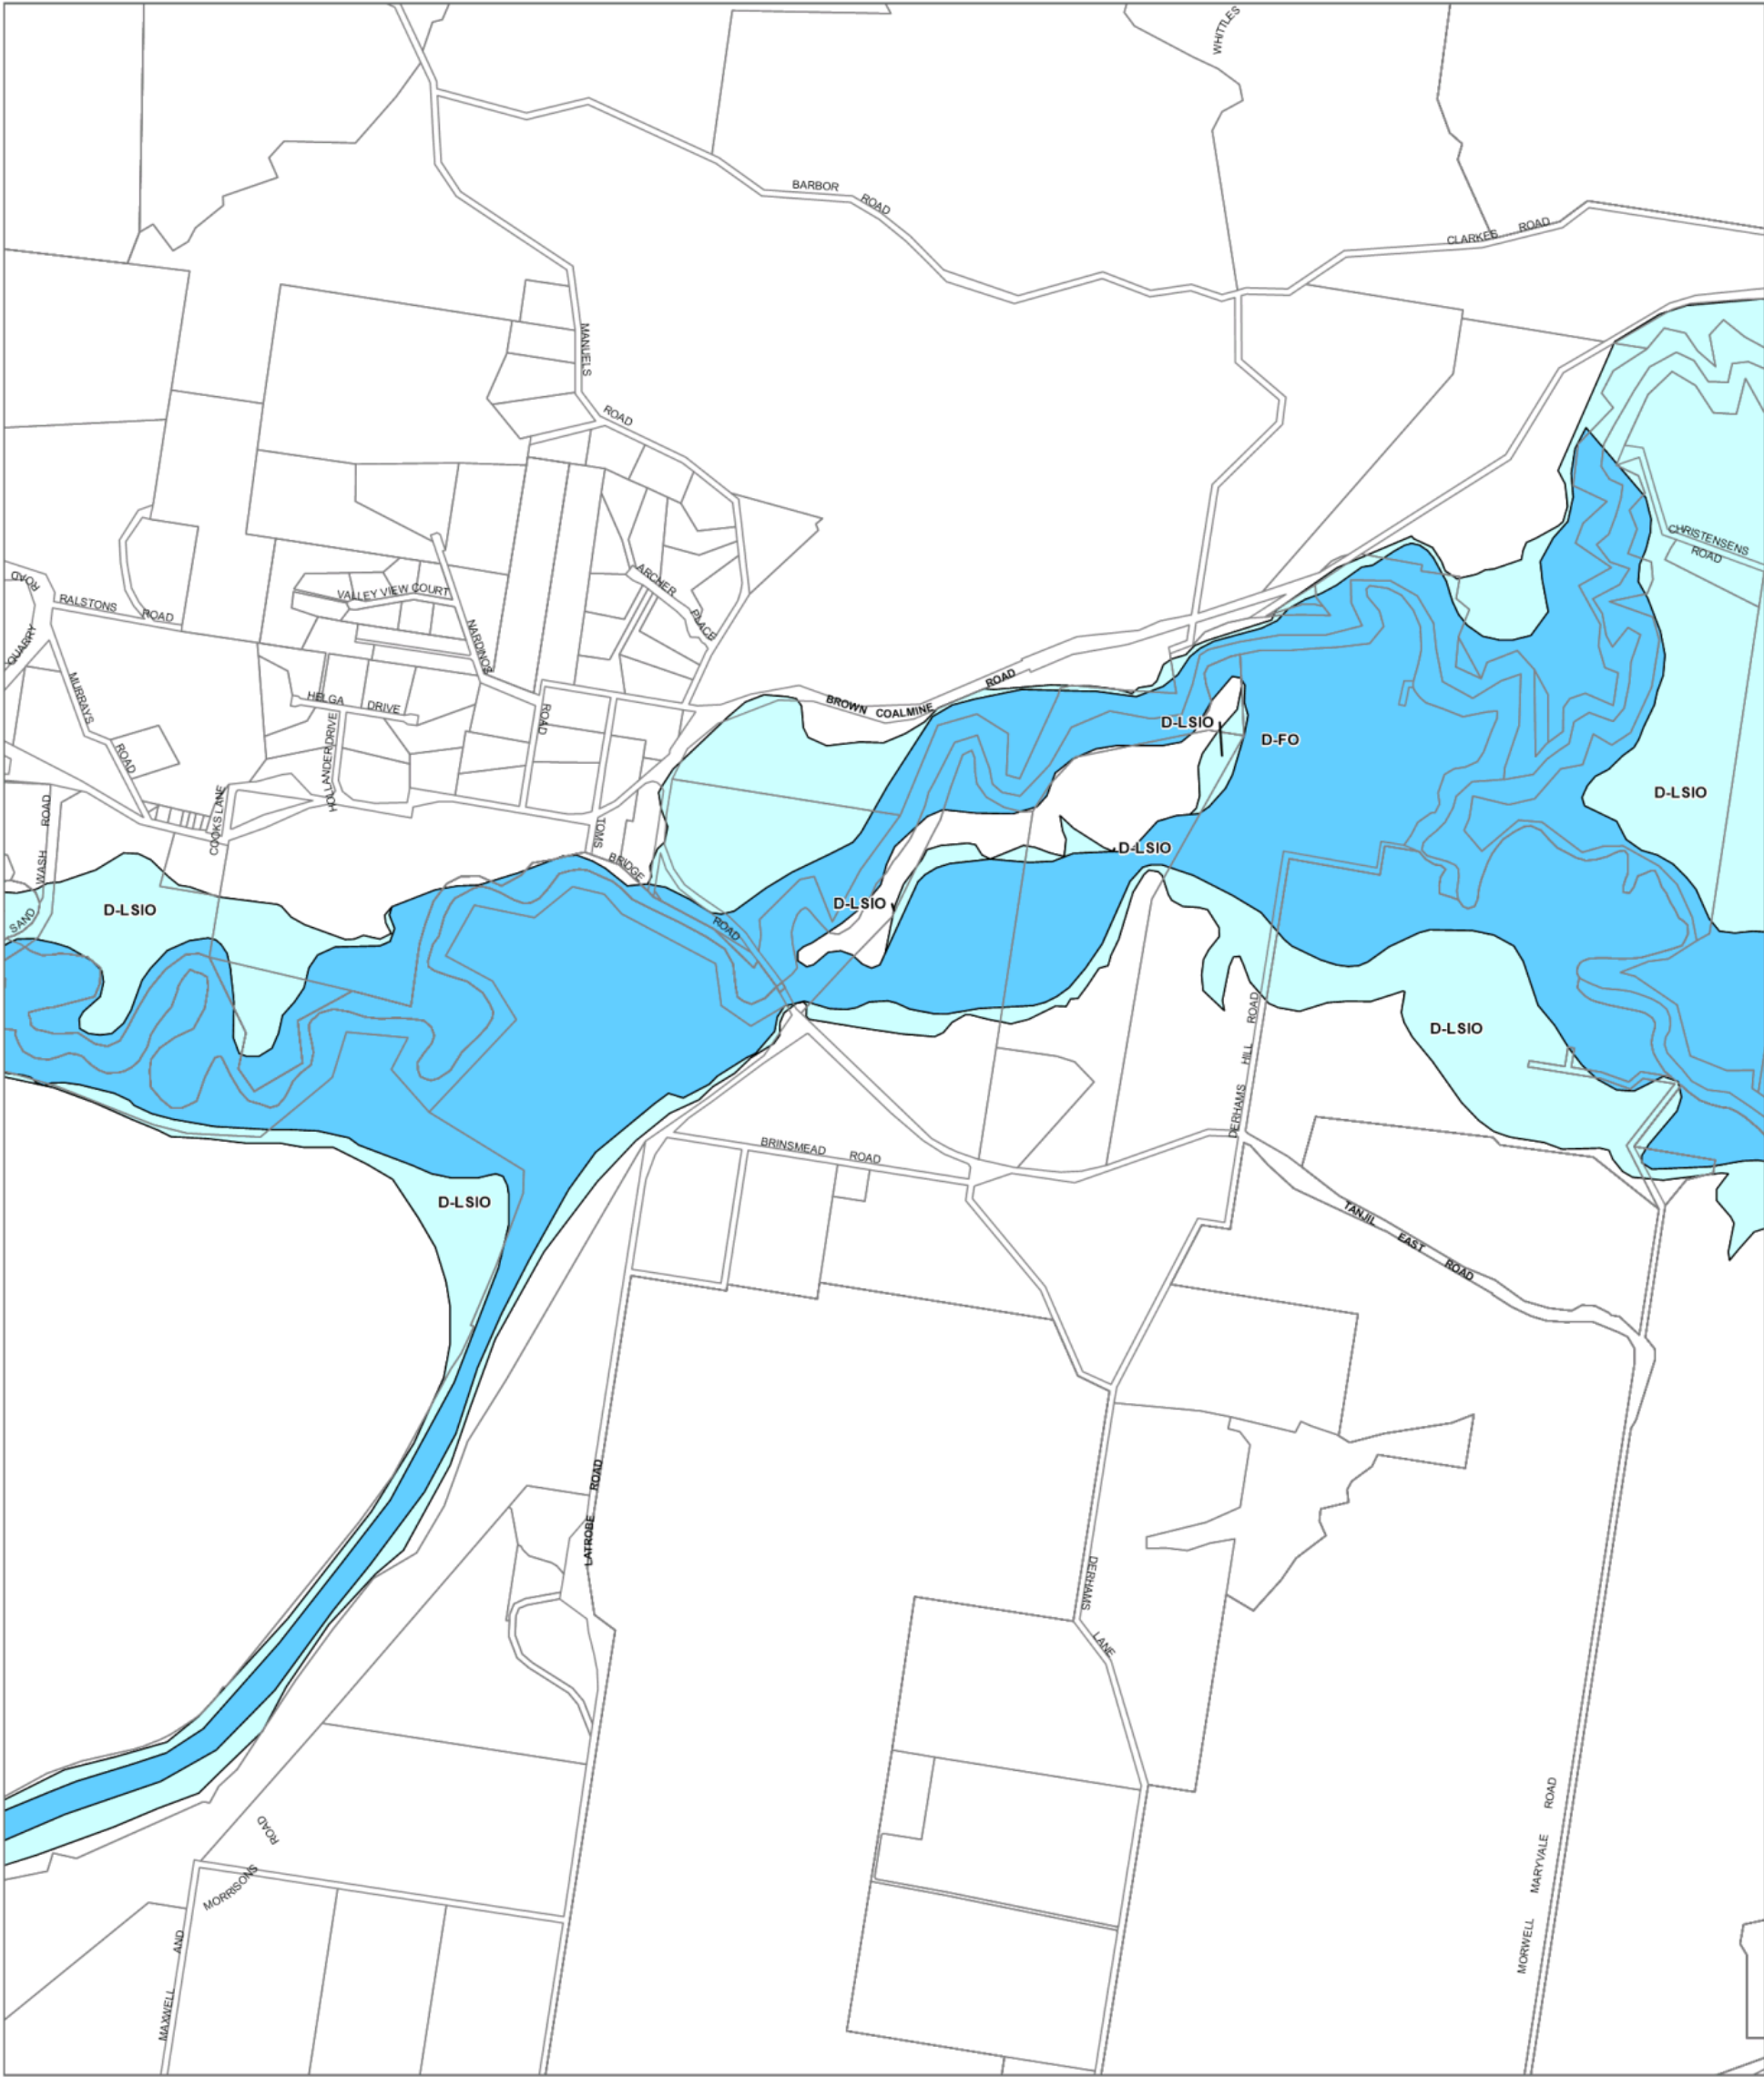 WHITTLES
BARBOR ROAD
CLARKES ROAD
MANUELS ROAD
CHRISTENSENS ROAD
ROAD
RALSTONS ROAD
VALLEY VIEW COURT
ARCHER PLACE
QUARRY
NARDINOS
MURRAYS ROAD
HELGA DRIVE
HOLLANDER DRIVE
ROAD
BROWN COALMINE ROAD
D-LSIO
D-FO
D-LSIO
COOKS LANE
TOMS
BRIDGE
ROAD
WASH ROAD
SAND
D-LSIO
D-LSIO
D-LSIO
D-LSIO
DERHAMS HILL ROAD
BRINSMEAD ROAD
D-LSIO
TANJIL EAST ROAD
LATROBE ROAD
DERHAMS LANE
ROAD
MORRISONS
MAXWELL AND
MORWELL MARYVALE ROAD